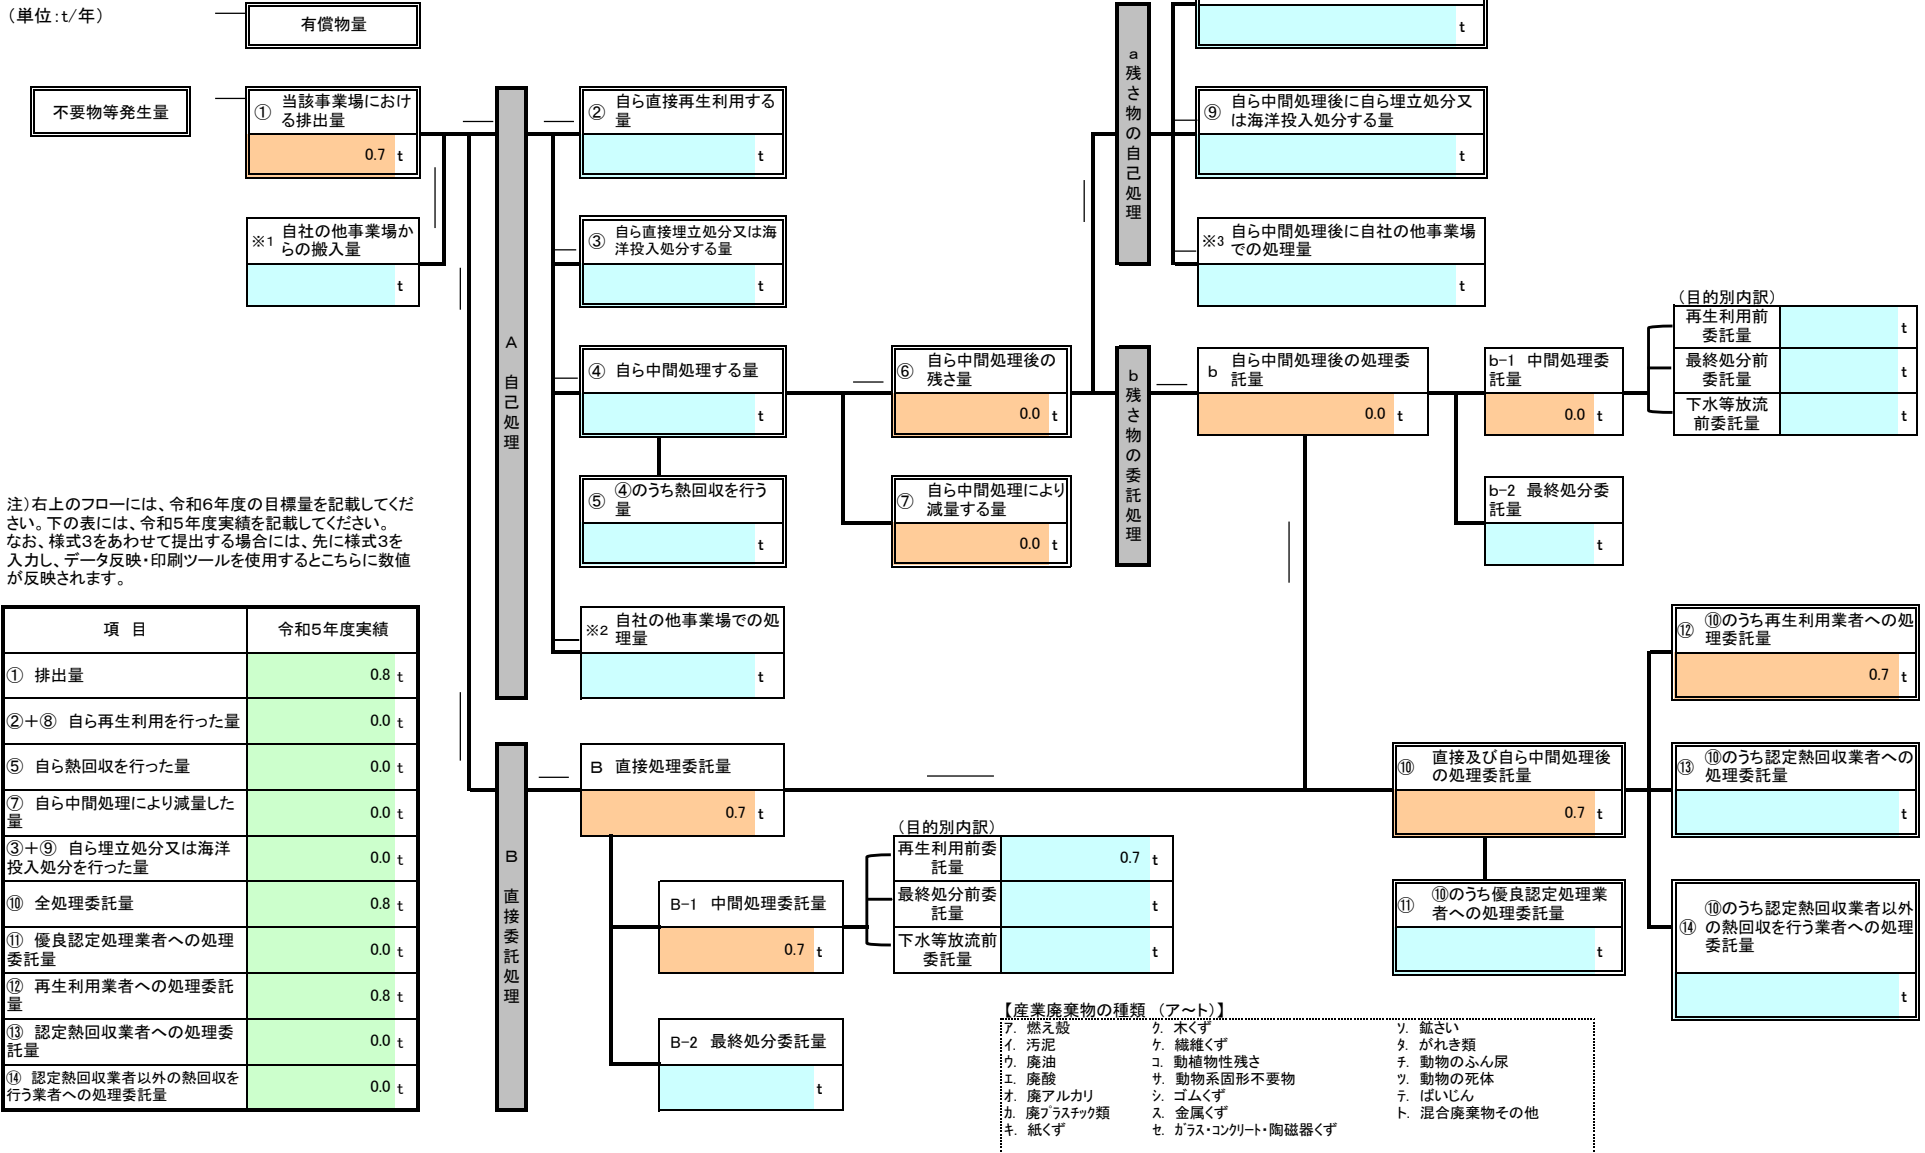 (単位:t/年)
有償物量
t
不要物等発生量
① 当該事業場におけ
る排出量
0.7 t
※1 自社の他事業場か
らの搬入量
t
A 自己処理
② 自ら直接再生利用する
量
t
③ 自ら直接埋立処分又は海
洋投入処分する量
t
④ 自ら中間処理する量
t
⑤ ④のうち熱回収を行う
量
t
※2 自社の他事業場での処
理量
t
⑥ 自ら中間処理後の
残さ量
0.0 t
⑦ 自ら中間処理により
減量する量
0.0 t
a 残さ物の自己処理
⑨ 自ら中間処理後に自ら埋立処分又
は海洋投入処分する量
t
※3 自ら中間処理後に自社の他事業場
での処理量
t
b 残さ物の委託処理
b 自ら中間処理後の処理委
託量
0.0 t
b-1 中間処理委
託量
0.0 t
b-2 最終処分委
託量
t
(目的別内訳)
再生利用前
委託量
t
最終処分前
委託量
t
下水等放流
前委託量
t
注)右上のフローには、令和6年度の目標量を記載してくだ
さい。下の表には、令和5年度実績を記載してください。
なお、様式3をあわせて提出する場合には、先に様式3を
入力し、データ反映・印刷ツールを使用するとこちらに数値
が反映されます。
項 目 令和5年度実績
① 排出量 0.8 t
②+⑧ 自ら再生利用を行った量 0.0 t
⑤ 自ら熱回収を行った量 0.0 t
⑦ 自ら中間処理により減量した
量 0.0 t
③+⑨ 自ら埋立処分又は海洋
投入処分を行った量 0.0 t
⑩ 全処理委託量 0.8 t
⑪ 優良認定処理業者への処理
委託量 0.0 t
⑫ 再生利用業者への処理委託
量 0.8 t
⑬ 認定熱回収業者への処理委
託量 0.0 t
⑭ 認定熱回収業者以外の熱回収を
行う業者への処理委託量 0.0 t
B 直接委託処理
B 直接処理委託量
0.7 t
B-1 中間処理委託量
0.7 t
B-2 最終処分委託量
t
(目的別内訳)
再生利用前委
託量
0.7 t
最終処分前委
託量
t
下水等放流前
委託量
t
⑩ 直接及び自ら中間処理後
の処理委託量
0.7 t
⑪ ⑩のうち優良認定処理業
者への処理委託量
t
⑫ ⑩のうち再生利用業者への処
理委託量
0.7 t
⑬ ⑩のうち認定熱回収業者への
処理委託量
t
⑭ ⑩のうち認定熱回収業者以外
の熱回収を行う業者への処理
委託量
t
【産業廃棄物の種類 (ア~ト)】
ア. 燃え殻
イ. 汚泥
ウ. 廃油
エ. 廃酸
オ. 廃アルカリ
カ. 廃プラスチック類
キ. 紙くず
ク. 木くず
ケ. 繊維くず
コ. 動植物性残さ
サ. 動物系固形不要物
シ. ゴムくず
ス. 金属くず
セ. ガラス・コンクリート・陶磁器くず
ソ. 鉱さい
タ. がれき類
チ. 動物のふん尿
ツ. 動物の死体
テ. ばいじん
ト. 混合廃棄物その他